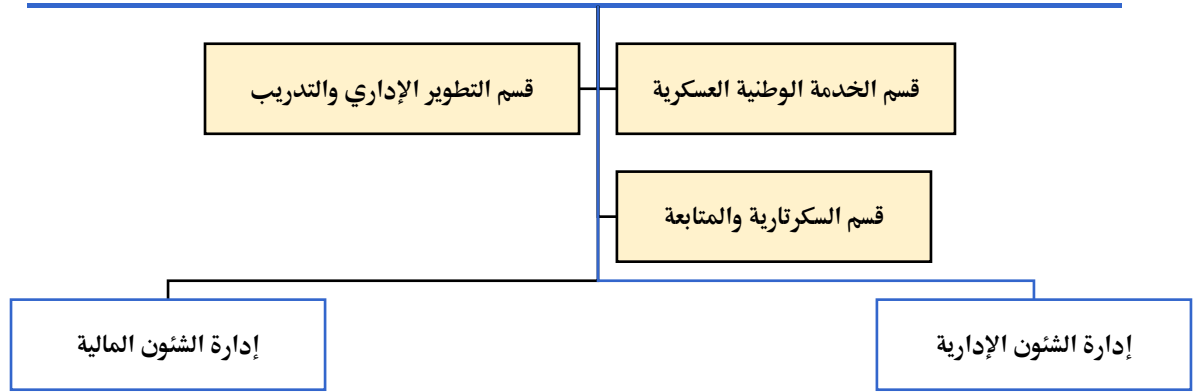 قسم الخدمة الوطنية العسكرية
قسم التطوير الإداري والتدريب
قسم السكرتارية والمتابعة
إدارة الشئون الإدارية
إدارة الشئون المالية